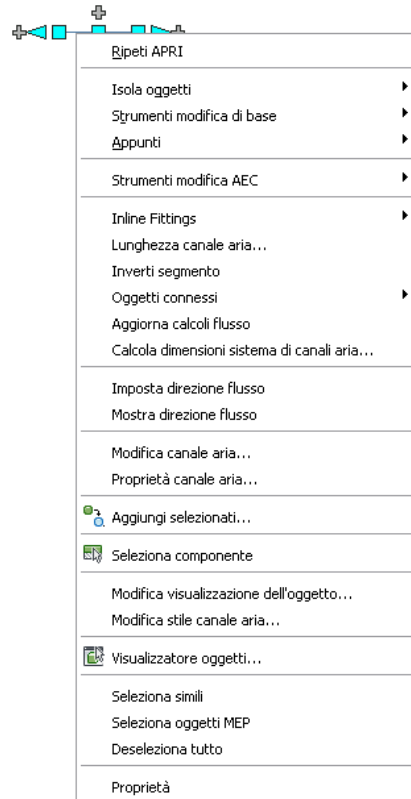 Ripeti APRI
Isola oggetti
Strumenti modifica di base
Appunti
Strumenti modifica AEC
Inline Fittings
Lunghezza canale aria...
Inverti segmento
Oggetti connessi
Aggiorna calcoli flusso
Calcola dimensioni sistema di canali aria...
Imposta direzione flusso
Mostra direzione flusso
Modifica canale aria...
Proprietà canale aria...
Aggiungi selezionati...
Seleziona componente
Modifica visualizzazione dell'oggetto...
Modifica stile canale aria...
Visualizzatore oggetti...
Seleziona simili
Seleziona oggetti MEP
Deseleziona tutto
Proprietà